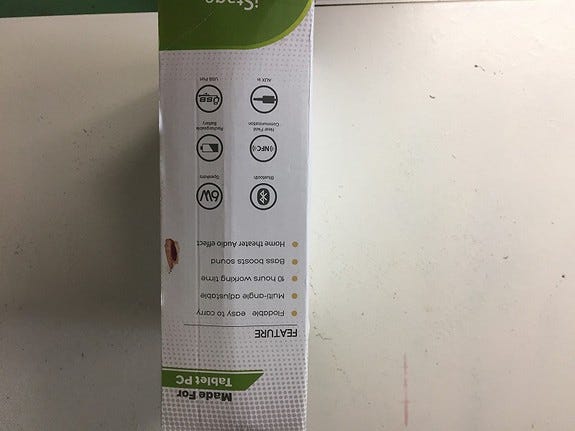 Made For
Tablet PC
FEATURE
Flodable easy to carry
Multi-angle adjustable
10 hours working time
Bass boosts sound
Home theater Audio effect
6W
Bluetooth Speakers
NFC
Near Field Rechargeable
Communication Battery
USB
AUX in USB Port
iStage